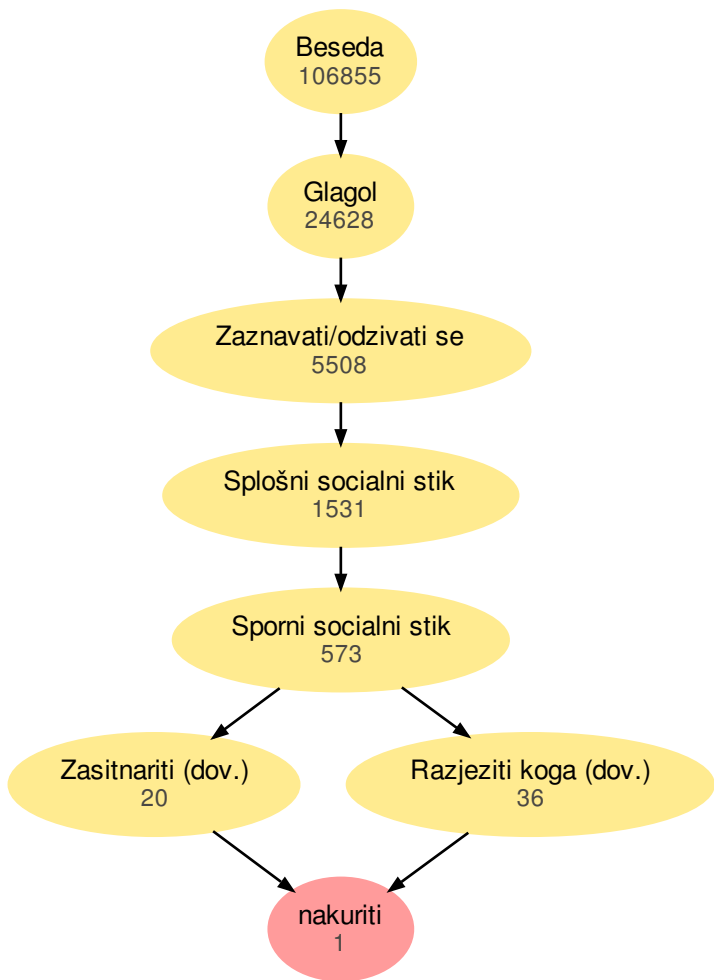 Beseda
106855
Glagol
24628
Zaznavati/odzivati se
5508
Splošni socialni stik
1531
Sporni socialni stik
573
Zasitnariti (dov.)
20
Razjeziti koga (dov.)
36
nakuriti
1